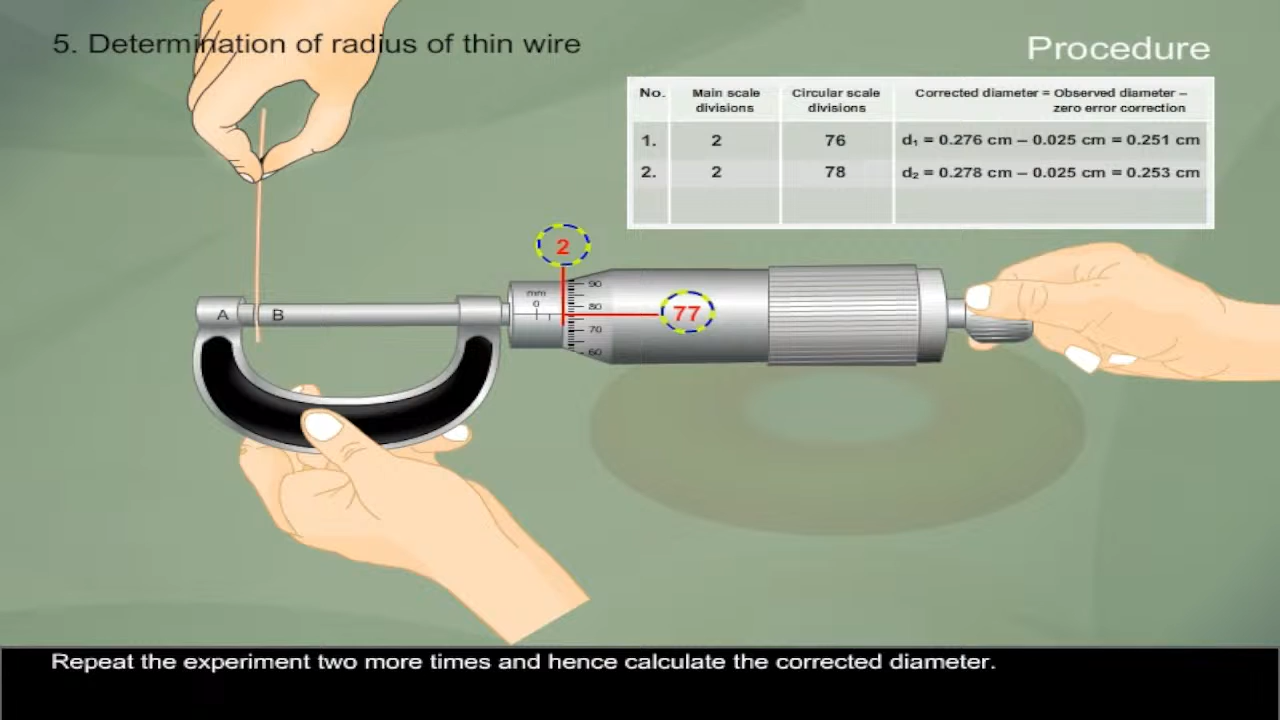 5. Determination of radius of thin wire
Procedure
No. Main scale divisions Circular scale divisions Corrected diameter = Observed diameter – zero error correction
1. 2 76 d₁ = 0.276 cm – 0.025 cm = 0.251 cm
2. 2 78 d₂ = 0.278 cm – 0.025 cm = 0.253 cm
2
mm
0
90
80
70
60
77
A B
Repeat the experiment two more times and hence calculate the corrected diameter.